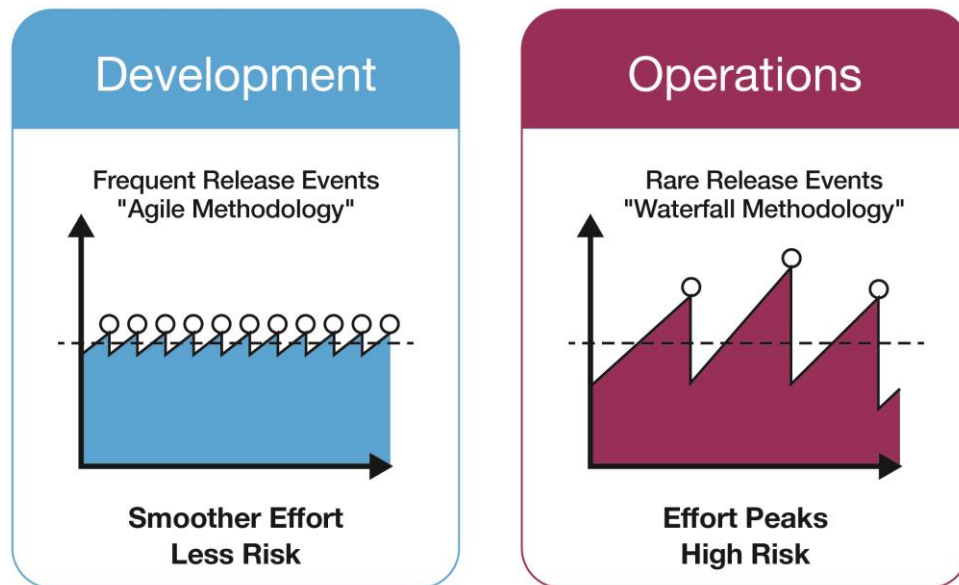 Development
Frequent Release Events
"Agile Methodology"
Smoother Effort
Less Risk
Operations
Rare Release Events
"Waterfall Methodology"
Effort Peaks
High Risk